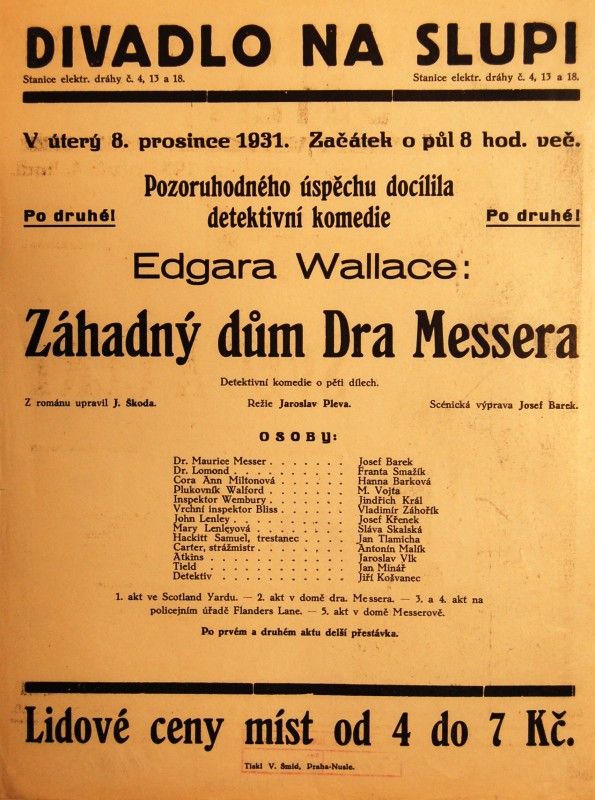 DIVADLO NA SLUPI
Stanice elektr. dráhy č. 4, 13 a 18. Stanice elektr. dráhy č. 4, 13 a 18.
V úterý 8. prosince 1931. Začátek o půl 8 hod. več.
Pozoruhodného úspěchu docílila
Po druhé! detektivní komedie Po druhé!
Edgara Wallace:
Záhadný dům Dra Messera
Detektivní komedie o pěti dílech.
Z románu upravil J. Škoda. Režie Jaroslav Pleva. Scénická výprava Josef Barek.
OSOBY:
Dr. Maurice Messer . . . . . . . Josef Barek
Dr. Lomond . . . . . . . . . . Franta Smažík
Cora Ann Miltonová . . . . . . Hanna Barková
Plukovník Walford . . . . . . . M. Vojta
Inspektor Wembury . . . . . . . Jindřich Král
Vrchní inspektor Bliss . . . . . . Vladimír Záhořík
John Lenley . . . . . . . . . . Josef Křenek
Mary Lenleyová . . . . . . . . Sláva Skalská
Hackitt Samuel, trestanec . . . . . Jan Tlamicha
Carter, strážmistr . . . . . . . . Antonín Malík
Atkins . . . . . . . . . . . . Jaroslav Vlk
Tield . . . . . . . . . . . . Jan Minář
Detektiv . . . . . . . . . . . Jiří Košvanec
1. akt ve Scotland Yardu. — 2. akt v domě dra. Messera. — 3. a 4. akt na
policejním úřadě Flanders Lane. — 5. akt v domě Messerově.
Po prvém a druhém aktu delší přestávka.
Lidové ceny míst od 4 do 7 Kč.
Tiskl V. Šmíd, Praha-Nusle.